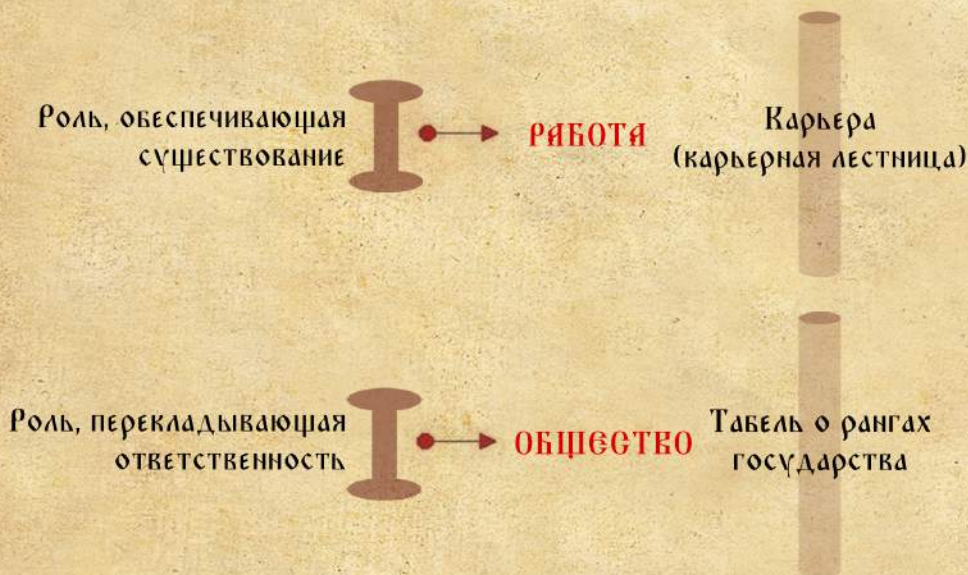 Роль, обеспечивающая
существование
РАБОТА
Карьера
(карьерная лестница)
Роль, перекладывающая
ответственность
ОБЩЕСТВО
Табель о рангах
государства